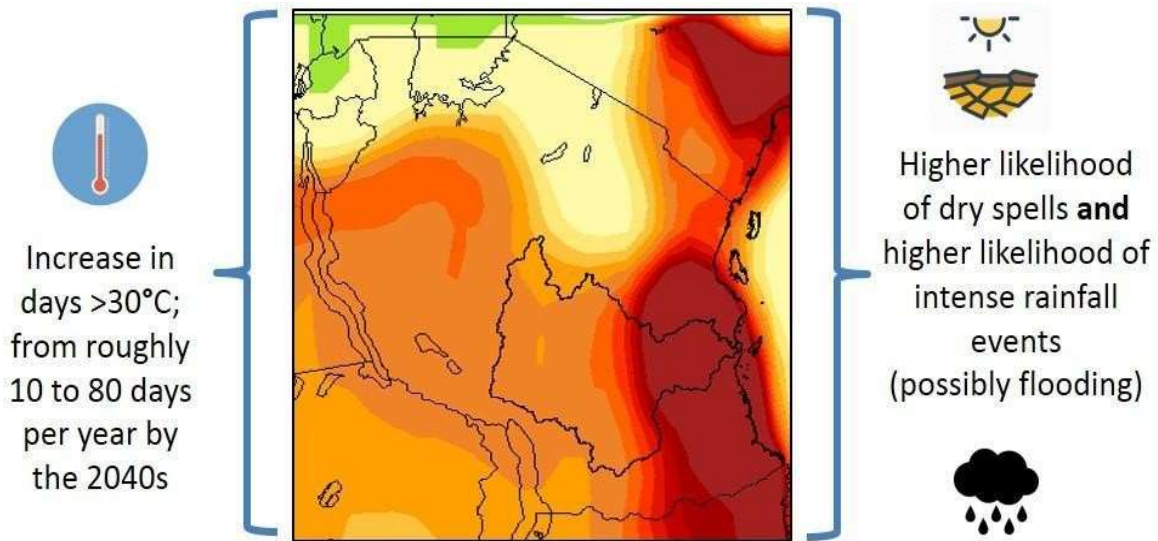 Increase in
days >30°C;
from roughly
10 to 80 days
per year by
the 2040s
Higher likelihood
of dry spells and
higher likelihood of
intense rainfall
events
(possibly flooding)